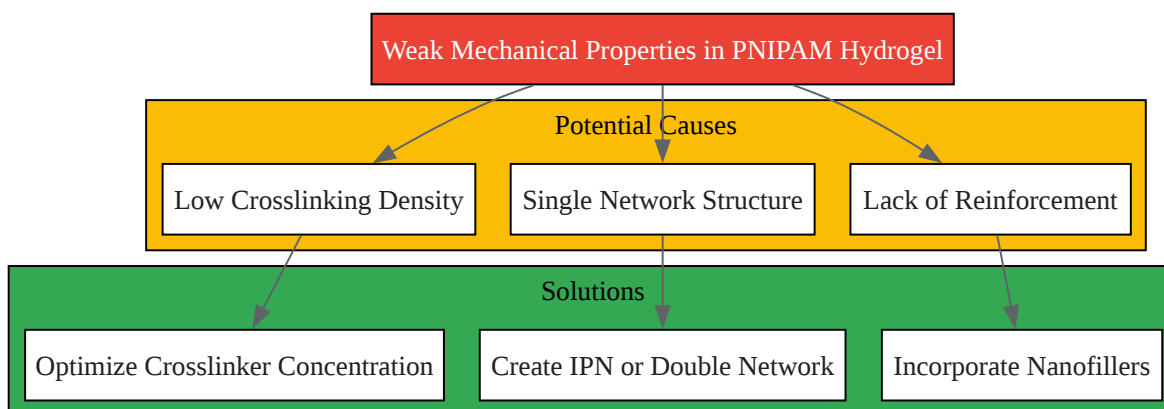 Weak Mechanical Properties in PNIPAM Hydrogel
Potential Causes
Low Crosslinking Density
Single Network Structure
Lack of Reinforcement
Solutions
Optimize Crosslinker Concentration
Create IPN or Double Network
Incorporate Nanofillers